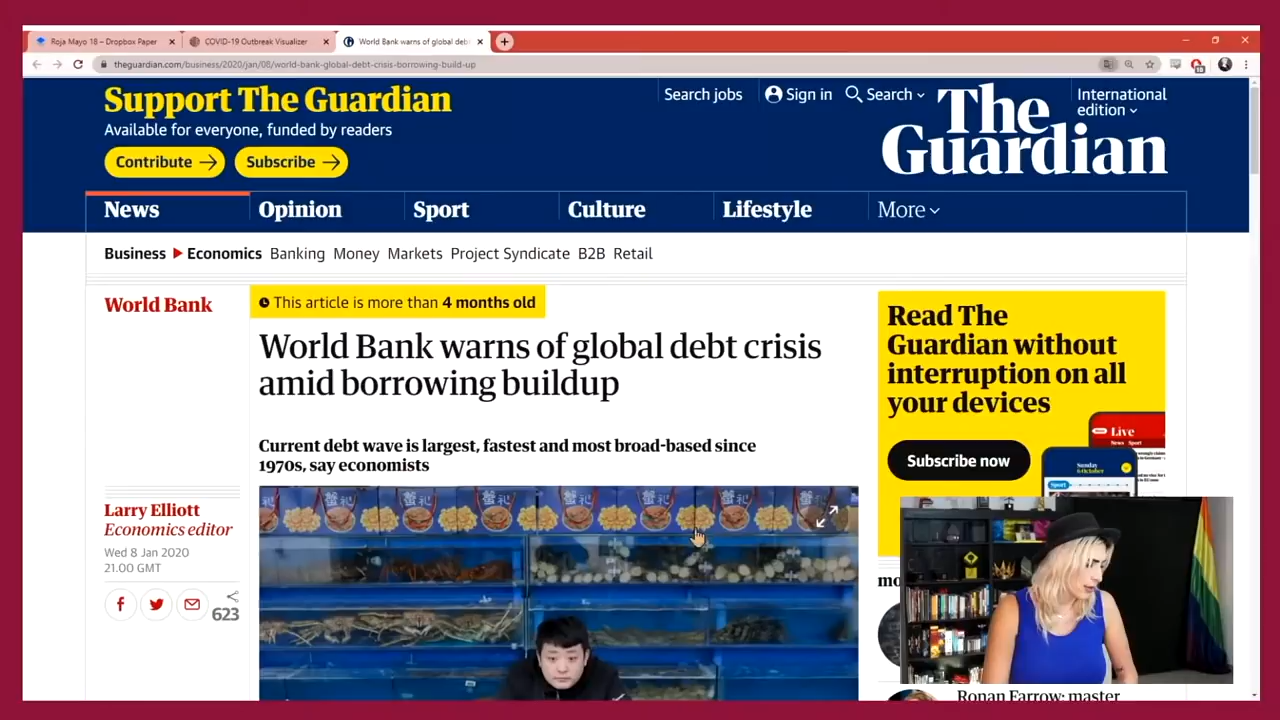 Roja Mayo 18 – Dropbox Paper
COVID-19 Outbreak Visualizer
World Bank warns of global deb
theguardian.com/business/2020/jan/08/world-bank-global-debt-crisis-borrowing-build-up
Support The Guardian
Available for everyone, funded by readers
Contribute
Subscribe
Search jobs
Sign in
Search
International
edition
The
Guardian
News
Opinion
Sport
Culture
Lifestyle
More
Business
Economics
Banking
Money
Markets
Project Syndicate
B2B
Retail
World Bank
This article is more than 4 months old
World Bank warns of global debt crisis
amid borrowing buildup
Current debt wave is largest, fastest and most broad-based since
1970s, say economists
Larry Elliott
Economics editor
Wed 8 Jan 2020
21.00 GMT
623
Read The
Guardian without
interruption on all
your devices
Subscribe now
Live
mo
Ronan Farrow: master